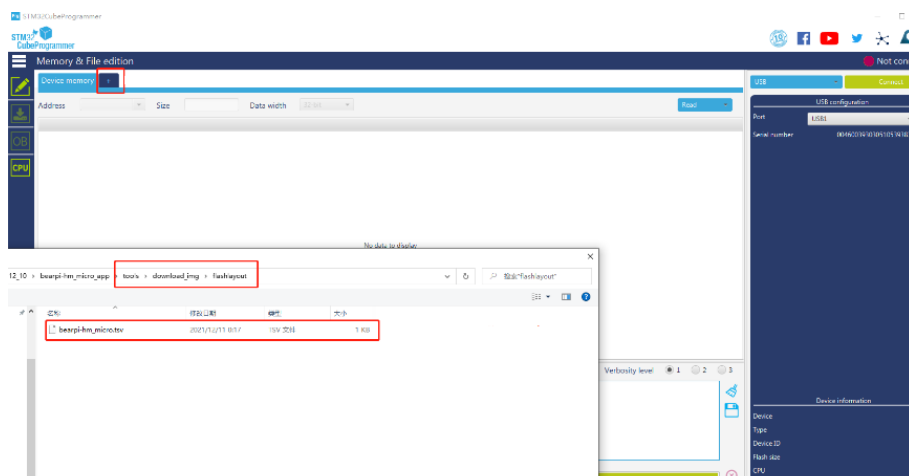 STM32CubeProgrammer
STM32
CubeProgrammer
Memory & File edition
Not conn
Device memory
+
USB
Connect
Address
Size
Data width
32-bit
Read
USB configuration
Port
USB1
Serial number
OB
CPU
No data to display
12_10 › bearpi-hm_micro_app › tools › download_img › flashlayout
搜索"flashlayout"
名称
修改日期
类型
大小
bearpi-hm_micro.tsv
2021/12/11 0:17
TSV 文件
1 KB
Verbosity level
1
2
3
Device information
Device
Type
Device ID
Flash size
CPU